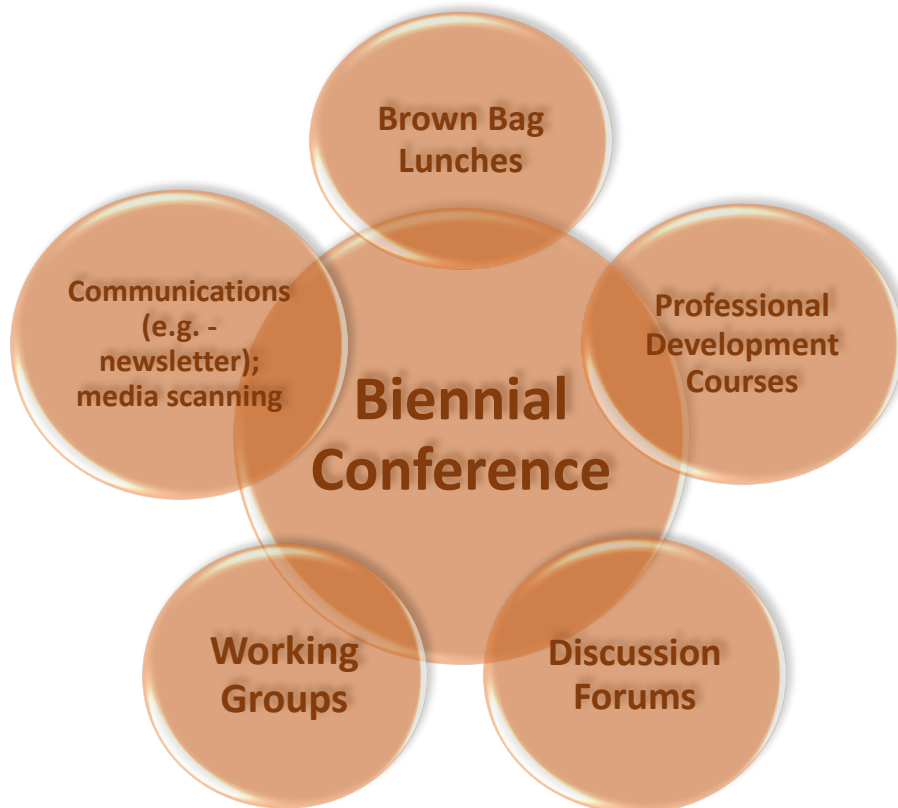 Brown Bag
Lunches
Communications
(e.g. -
newsletter);
media scanning
Professional
Development
Courses
Biennial
Conference
Working
Groups
Discussion
Forums